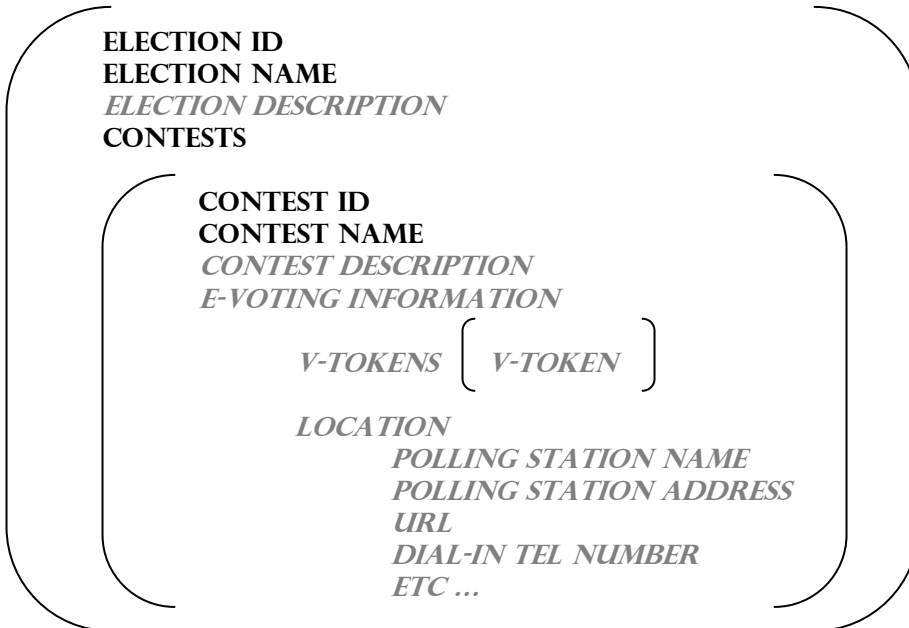 ELECTION ID
ELECTION NAME
ELECTION DESCRIPTION
CONTESTS
CONTEST ID
CONTEST NAME
CONTEST DESCRIPTION
E-VOTING INFORMATION
V-TOKENS V-TOKEN
LOCATION
POLLING STATION NAME
POLLING STATION ADDRESS
URL
DIAL-IN TEL NUMBER
ETC ...